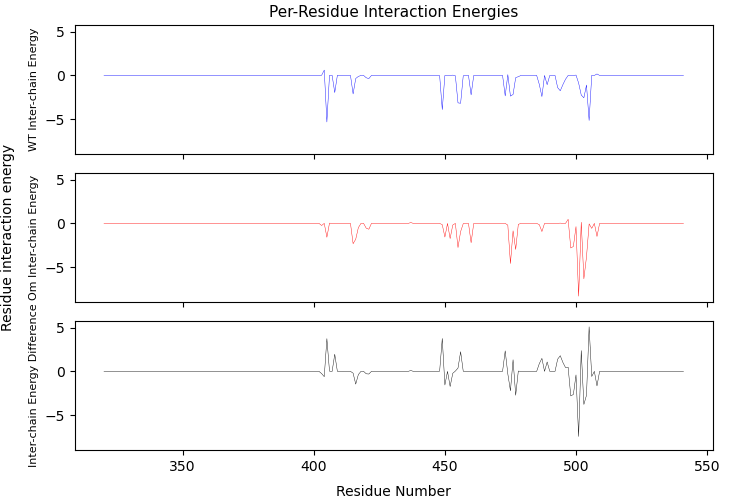 Per-Residue Interaction Energies
Residue interaction energy
WT Inter-chain Energy
5
0
−5
Om Inter-chain Energy
5
0
−5
Inter-chain Energy Difference
5
0
−5
350
400
450
500
550
Residue Number